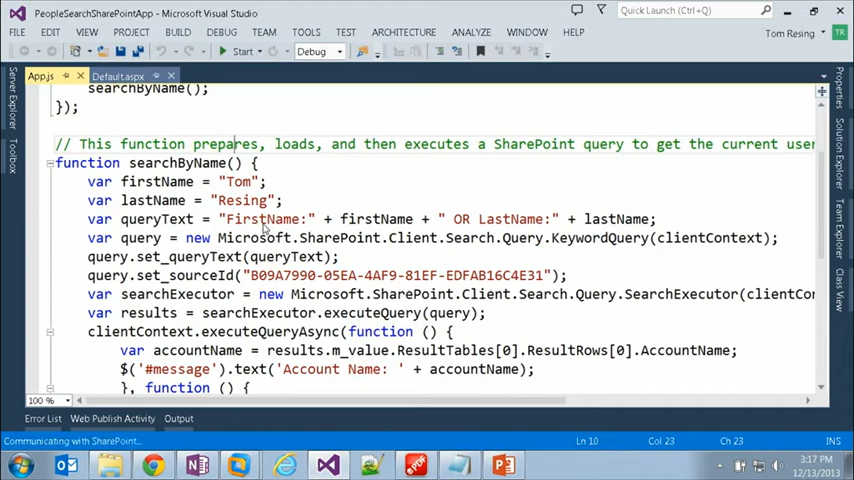 PeopleSearchSharePointApp - Microsoft Visual Studio
Quick Launch (Ctrl+Q)
FILE EDIT VIEW PROJECT BUILD DEBUG TEAM TOOLS TEST ARCHITECTURE ANALYZE WINDOW
Tom Resing TR
Start Debug
App.js Default.aspx
Server Explorer
Toolbox
Properties
Solution Explorer
Team Explorer
Class View
searchByName();
});
// This function prepares, loads, and then executes a SharePoint query to get the current user
function searchByName() {
var firstName = "Tom";
var lastName = "Resing";
var queryText = "FirstName:" + firstName + " OR LastName:" + lastName;
var query = new Microsoft.SharePoint.Client.Search.Query.KeywordQuery(clientContext);
query.set_queryText(queryText);
query.set_sourceId("B09A7990-05EA-4AF9-81EF-EDFAB16C4E31");
var searchExecutor = new Microsoft.SharePoint.Client.Search.Query.SearchExecutor(clientCo
var results = searchExecutor.executeQuery(query);
clientContext.executeQueryAsync(function () {
var accountName = results.m_value.ResultTables[0].ResultRows[0].AccountName;
$('#message').text('Account Name: ' + accountName);
}, function () {
100 %
Error List Web Publish Activity Output
Communicating with SharePoint... Ln 10 Col 23 Ch 23 INS
3:17 PM
12/13/2013